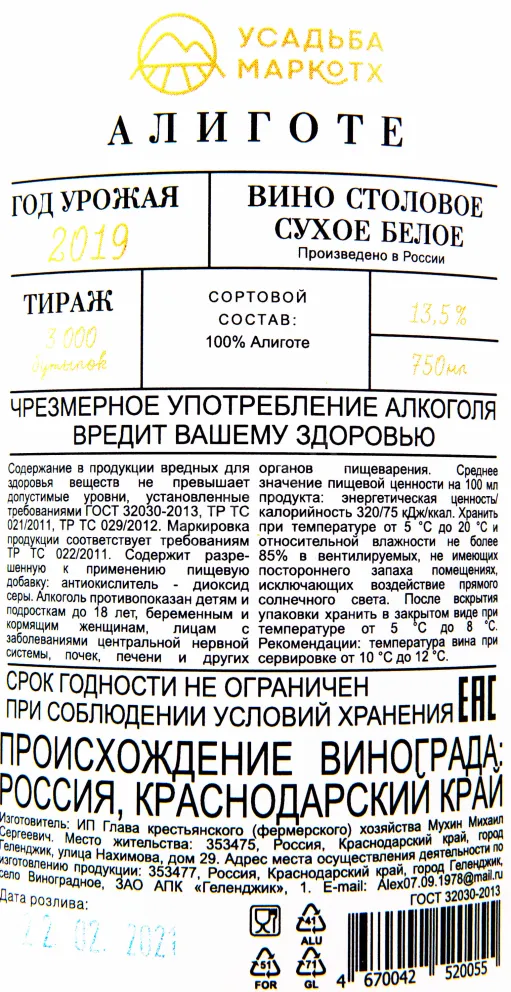 УСАДЬБА
МАРКОТХ
АЛИГОТЕ
ГОД УРОЖАЯ
2019
ВИНО СТОЛОВОЕ
СУХОЕ БЕЛОЕ
Произведено в России
ТИРАЖ
3 000
бутылок
СОРТОВОЙ
СОСТАВ:
100% Алиготе
13,5%
750мл
ЧРЕЗМЕРНОЕ УПОТРЕБЛЕНИЕ АЛКОГОЛЯ
ВРЕДИТ ВАШЕМУ ЗДОРОВЬЮ
Содержание в продукции вредных для
здоровья веществ не превышает
допустимые уровни, установленные
требованиями ГОСТ 32030-2013, ТР ТС
021/2011, ТР ТС 029/2012. Маркировка
продукции соответствует требованиям
ТР ТС 022/2011. Содержит разре-
шенную к применению пищевую
добавку: антиокислитель - диоксид
серы. Алкоголь противопоказан детям и
подросткам до 18 лет, беременным и
кормящим женщинам, лицам с
заболеваниями центральной нервной
системы, почек, печени и других
органов пищеварения. Среднее
значение пищевой ценности на 100 мл
продукта: энергетическая ценность/
калорийность 320/75 кДж/ккал. Хранить
при температуре от 5 °C до 20 °C и
относительной влажности не более
85% в вентилируемых, не имеющих
постороннего запаха помещениях,
исключающих воздействие прямого
солнечного света. После вскрытия
упаковки хранить в закрытом виде при
температуре от 5 °C до 8 °C.
Рекомендации: температура вина при
сервировке от 10 °C до 12 °C.
СРОК ГОДНОСТИ НЕ ОГРАНИЧЕН
ПРИ СОБЛЮДЕНИИ УСЛОВИЙ ХРАНЕНИЯ
EAC
ПРОИСХОЖДЕНИЕ ВИНОГРАДА:
РОССИЯ, КРАСНОДАРСКИЙ КРАЙ
Изготовитель: ИП Глава крестьянского (фермерского) хозяйства Мухин Михаил
Сергеевич. Место жительства: 353475, Россия, Краснодарский край, город
Геленджик, улица Нахимова, дом 29. Адрес места осуществления деятельности по
изготовлению продукции: 353477, Россия, Краснодарский край, город Геленджик,
село Виноградное, ЗАО АПК «Геленджик», 1. E-mail: Alex07.09.1978@mail.ru
ГОСТ 32030-2013
Дата розлива:
22 02 2021
41
ALU
51
FOR
71
GL
4 670042 520055